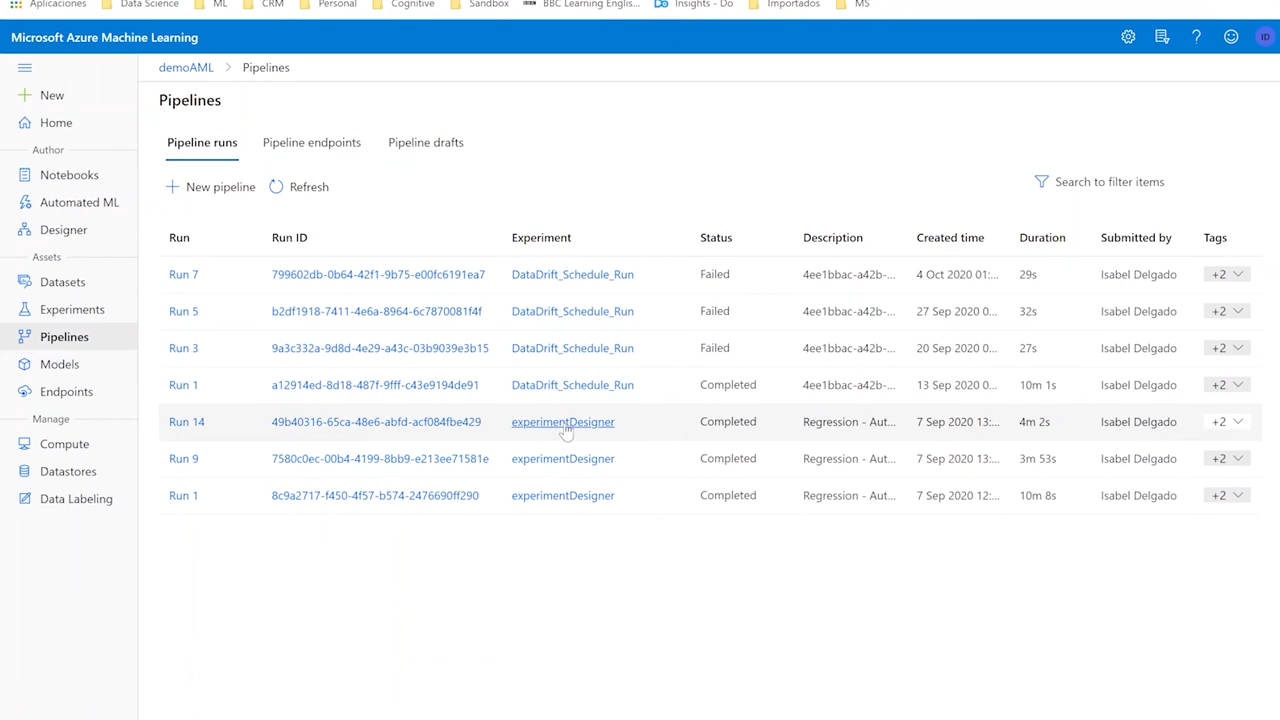 Aplicaciones Data Science ML CRM Personal Cognitive Sandbox BBC Learning Englis... Insights - Do Importados MS
Microsoft Azure Machine Learning ID
demoAML > Pipelines
New
Home
Author
Notebooks
Automated ML
Designer
Assets
Datasets
Experiments
Pipelines
Models
Endpoints
Manage
Compute
Datastores
Data Labeling
Pipelines
Pipeline runs Pipeline endpoints Pipeline drafts
New pipeline Refresh Search to filter items
Run Run ID Experiment Status Description Created time Duration Submitted by Tags
Run 7 799602db-0b64-42f1-9b75-e00fc6191ea7 DataDrift_Schedule_Run Failed 4ee1bbac-a42b-... 4 Oct 2020 01:... 29s Isabel Delgado +2
Run 5 b2df1918-7411-4e6a-8964-6c7870081f4f DataDrift_Schedule_Run Failed 4ee1bbac-a42b-... 27 Sep 2020 0... 32s Isabel Delgado +2
Run 3 9a3c332a-9d8d-4e29-a43c-03b9039e3b15 DataDrift_Schedule_Run Failed 4ee1bbac-a42b-... 20 Sep 2020 0... 27s Isabel Delgado +2
Run 1 a12914ed-8d18-487f-9fff-c43e9194de91 DataDrift_Schedule_Run Completed 4ee1bbac-a42b-... 13 Sep 2020 0... 10m 1s Isabel Delgado +2
Run 14 49b40316-65ca-48e6-abfd-acf084fbe429 experimentDesigner Completed Regression - Aut... 7 Sep 2020 13:... 4m 2s Isabel Delgado +2
Run 9 7580c0ec-00b4-4199-8bb9-e213ee71581e experimentDesigner Completed Regression - Aut... 7 Sep 2020 13:... 3m 53s Isabel Delgado +2
Run 1 8c9a2717-f450-4f57-b574-2476690ff290 experimentDesigner Completed Regression - Aut... 7 Sep 2020 12:... 10m 8s Isabel Delgado +2